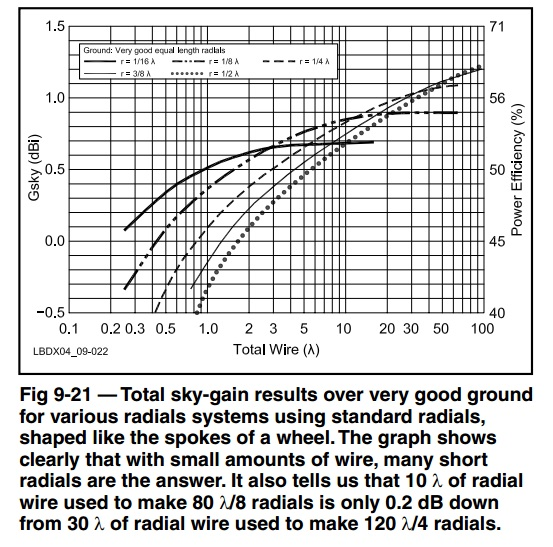 1.5
71
Ground: Very good equal length radials
r = 1/16 λ
r = 1/8 λ
r = 1/4 λ
r = 3/8 λ
r = 1/2 λ
1.0
56
Gsky (dBi)
0.5
50
Power Efficiency (%)
0.0
45
−0.5
40
0.1 0.2 0.3 0.5 1.0 2 3 5 10 20 30 50 100
LBDX04_09-022
Total Wire (λ)
Fig 9-21 — Total sky-gain results over very good ground
for various radials systems using standard radials,
shaped like the spokes of a wheel. The graph shows
clearly that with small amounts of wire, many short
radials are the answer. It also tells us that 10 λ of radial
wire used to make 80 λ/8 radials is only 0.2 dB down
from 30 λ of radial wire used to make 120 λ/4 radials.